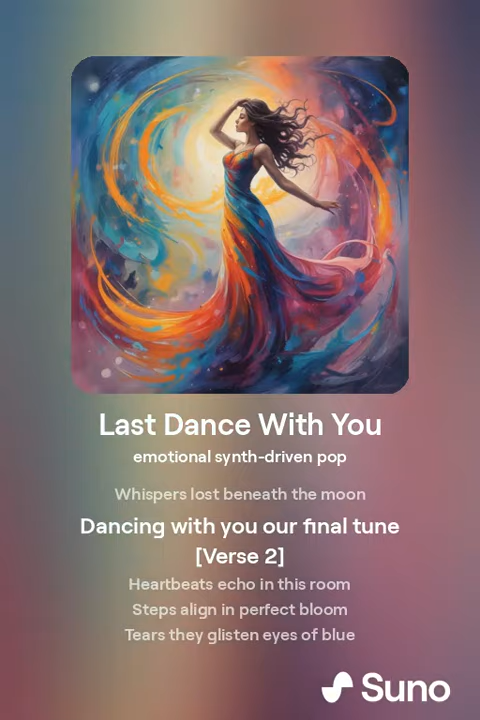 Last Dance With You
emotional synth-driven pop
Whispers lost beneath the moon
Dancing with you our final tune
[Verse 2]
Heartbeats echo in this room
Steps align in perfect bloom
Tears they glisten eyes of blue
Suno